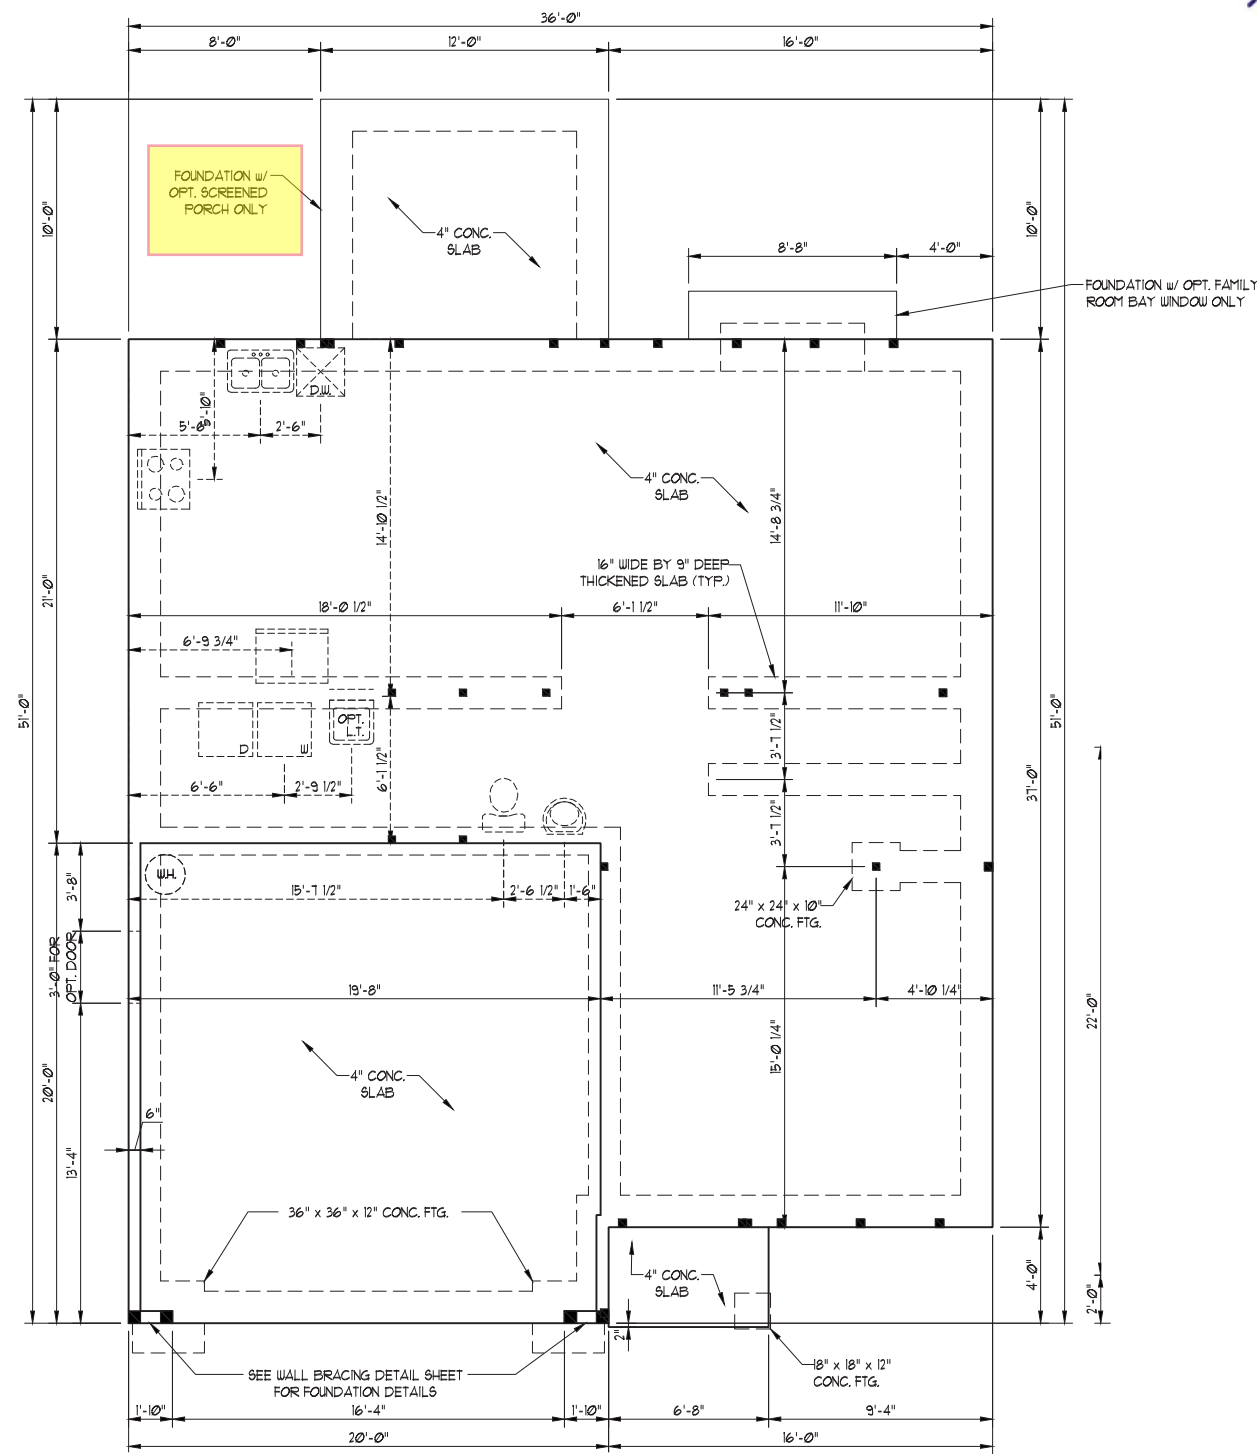 36'-0"
8'-0"
12'-0"
16'-0"
FOUNDATION w/
OPT. SCREENED
PORCH ONLY
10'-0"
4" CONC.
SLAB
10'-0"
8'-8"
4'-0"
FOUNDATION w/ OPT. FAMILY
ROOM BAY WINDOW ONLY
D.W.
5'-10"
2'-6"
4" CONC.
SLAB
14'-10 1/2"
14'-8 3/4"
21'-0"
16" WIDE BY 9" DEEP
THICKENED SLAB (TYP.)
18'-0 1/2"
6'-1 1/2"
11'-10"
6'-9 3/4"
51'-0"
51'-0"
OPT.
L.T.
D
W
3'-7 1/2"
6'-1 1/2"
6'-6"
2'-9 1/2"
37'-0"
3'-7 1/2"
W.H.
3'-8"
15'-7 1/2"
2'-6 1/2"
1'-6"
24" x 24" x 10"
CONC. FTG.
3'-0" FOR
OPT. DOOR
19'-8"
11'-5 3/4"
4'-10 1/4"
22'-0"
15'-0 1/4"
20'-0"
4" CONC.
SLAB
6"
13'-4"
36" x 36" x 12" CONC. FTG.
4" CONC.
SLAB
4'-0"
2'-0"
2"
SEE WALL BRACING DETAIL SHEET
FOR FOUNDATION DETAILS
18" x 18" x 12"
CONC. FTG.
1'-10"
16'-4"
1'-10"
6'-8"
9'-4"
20'-0"
16'-0"